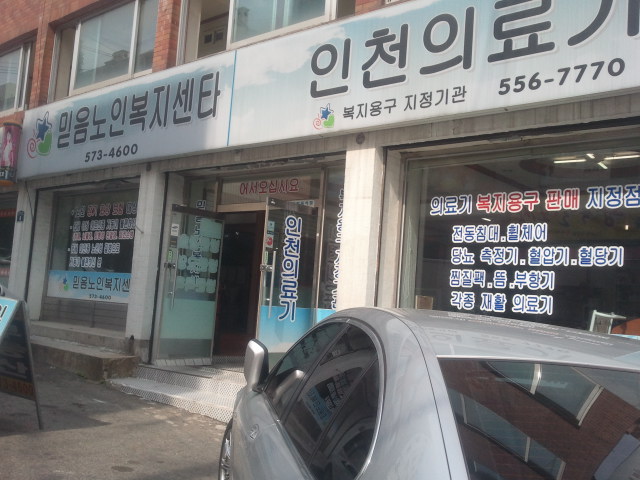 믿음노인복지센타
573-4600
인천의료기
복지용구 지정기관
556-7770
어서오십시요
인천의료기
의료기 복지용구 판매 지정점
전동침대.휠체어
당뇨 측정기.혈압기.혈당기
찜질팩.뜸.부항기
각종 재활 의료기
믿음노인복지센
573-4600